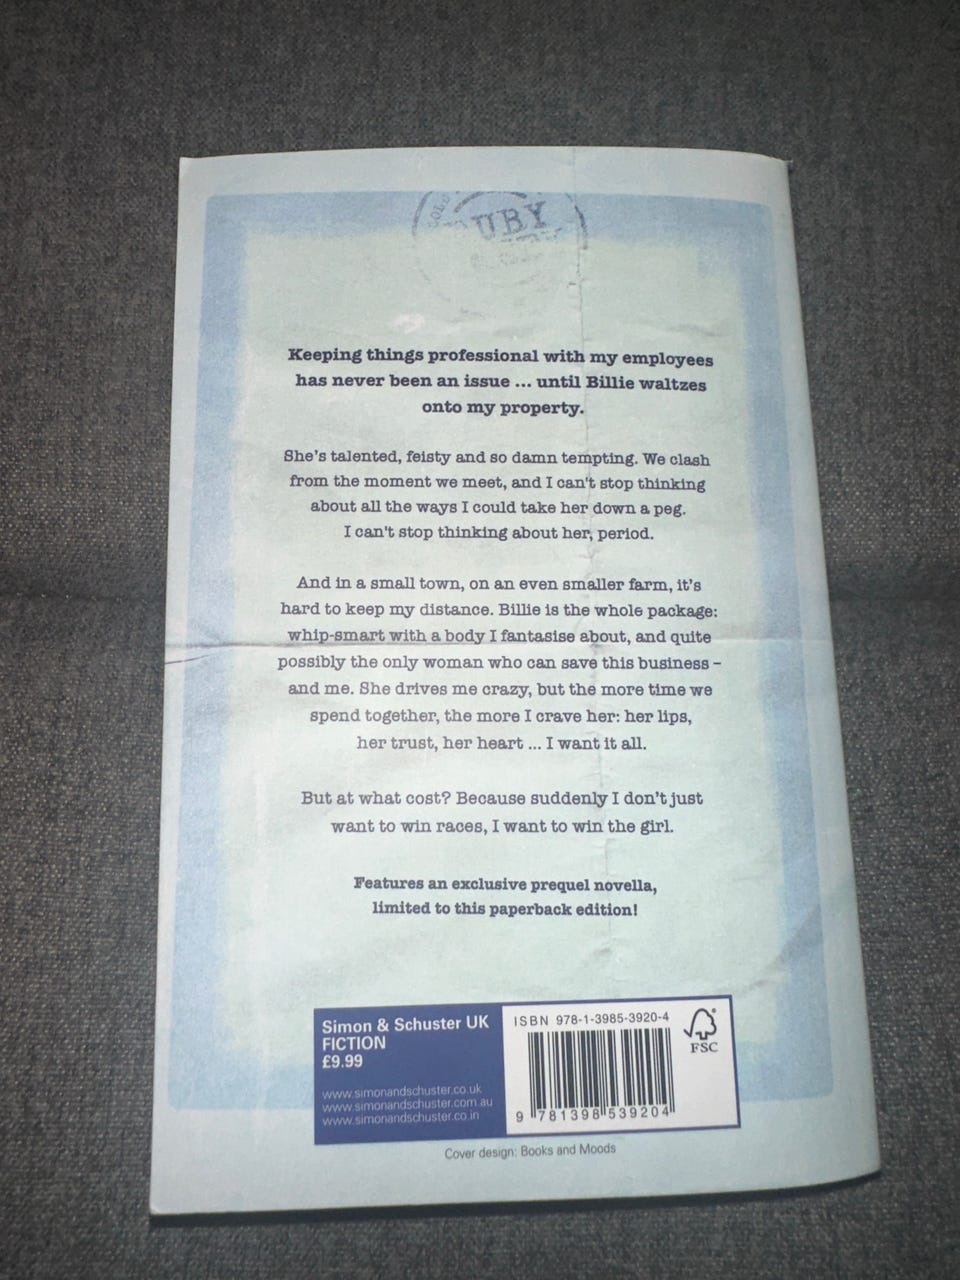 GOLD
UBY
Keeping things professional with my employees
has never been an issue ... until Billie waltzes
onto my property.
She's talented, feisty and so damn tempting. We clash
from the moment we meet, and I can't stop thinking
about all the ways I could take her down a peg.
I can't stop thinking about her, period.
And in a small town, on an even smaller farm, it's
hard to keep my distance. Billie is the whole package:
whip-smart with a body I fantasise about, and quite
possibly the only woman who can save this business –
and me. She drives me crazy, but the more time we
spend together, the more I crave her: her lips,
her trust, her heart ... I want it all.
But at what cost? Because suddenly I don't just
want to win races, I want to win the girl.
Features an exclusive prequel novella,
limited to this paperback edition!
Simon & Schuster UK
FICTION
£9.99
www.simonandschuster.co.uk
www.simonandschuster.com.au
www.simonandschuster.co.in
ISBN 978-1-3985-3920-4
FSC
9 781398 539204
Cover design: Books and Moods